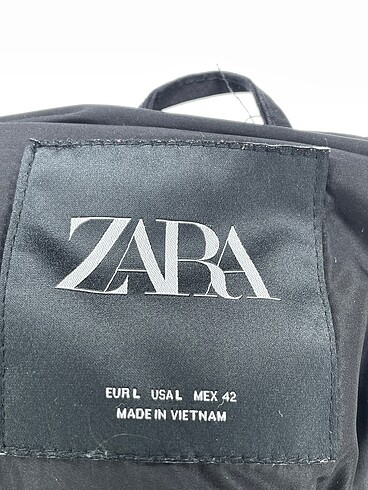 ZARA
EUR L USA L MEX 42
MADE IN VIETNAM